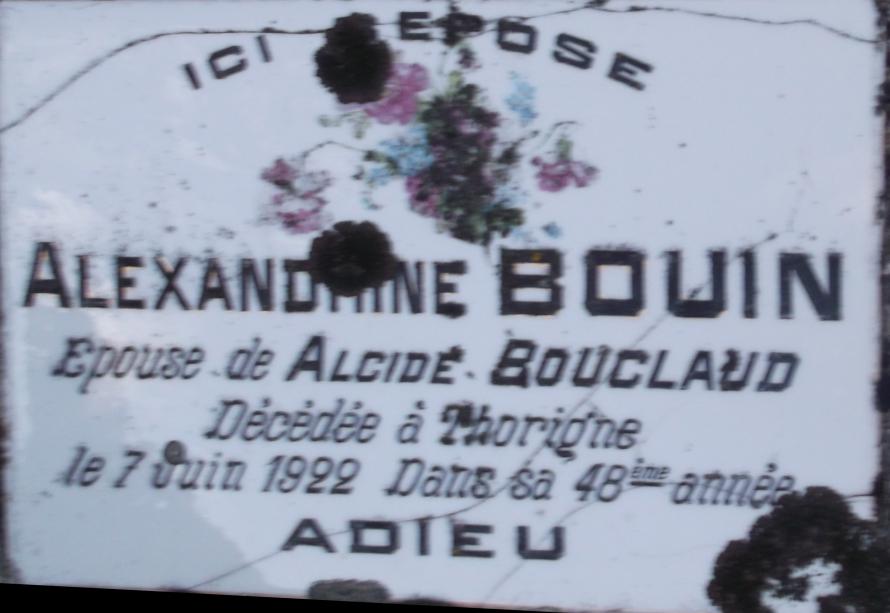 ICI REPOSE
ALEXANDRINE BOUIN
Epouse de ALCIDE BOUCLAUD
Décédée à Thorigne
le 7 Juin 1922 Dans sa 48ème année
ADIEU